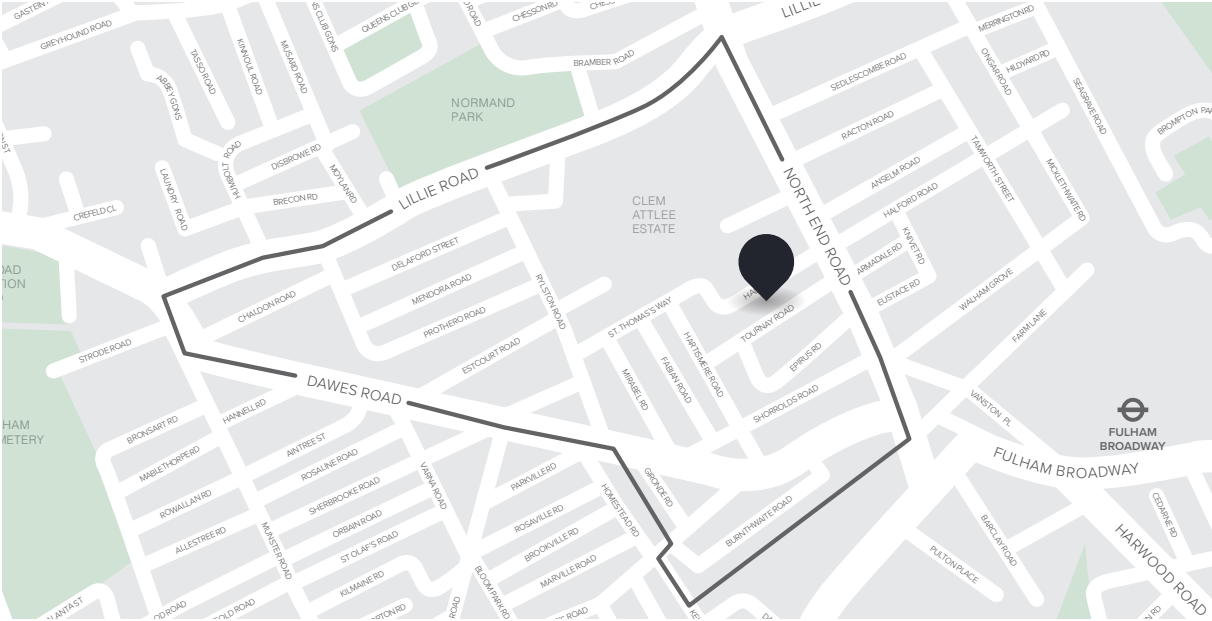 GREYHOUND ROAD
TASSO ROAD
KINNOUL ROAD
MUSARD ROAD
QUEENS CLUB G
CHESSON RD
BRAMBER ROAD
LILLIE
MERRINGTON RD
ONGAR ROAD
HILDYARD RD
SEAGRAVE ROAD
SEDLESCOMBE ROAD
RACTON ROAD
ANSELM ROAD
HALFORD ROAD
TAMWORTH STREET
MICKLETHWAITE RD
ABBEY GDNS
HUMBOLT ROAD
DISBROWE RD
MOYLAN RD
BRECON RD
LAUNDRY ROAD
CREFELD CL
NORMAND
PARK
LILLIE ROAD
CLEM
ATTLEE
ESTATE
NORTH END ROAD
KNIVET RD
ARMADALE RD
EUSTACE RD
WALHAM GROVE
FARM LANE
DELAFORD STREET
MENDORA ROAD
CHALDON ROAD
PROTHERO ROAD
ESTCOURT ROAD
RYLSTON ROAD
ST. THOMAS'S WAY
TOURNAY ROAD
EPIRUS RD
HARTISMERE ROAD
FABIAN ROAD
MIRABEL RD
SHORROLDS ROAD
STRODE ROAD
DAWES ROAD
VANSTON PL
FULHAM
BROADWAY
FULHAM BROADWAY
HAM
METERY
BRONSART RD
HANNELL RD
MABLETHORPE RD
ROWALLAN RD
ALLESTREE RD
AINTREE ST
ROSALINE ROAD
SHERBROOKE ROAD
ORBAIN ROAD
ST OLAF'S ROAD
KILMAINE RD
MUNSTER ROAD
VARNA ROAD
PARKVILLE RD
ROSAVILLE RD
BROOKVILLE RD
MARVILLE ROAD
HOMESTEAD RD
GIRONDE RD
BURNTHWAITE ROAD
BLOOM PARK RD
BARCLAY ROAD
PULTON PLACE
CEDARNE RD
HARWOOD ROAD